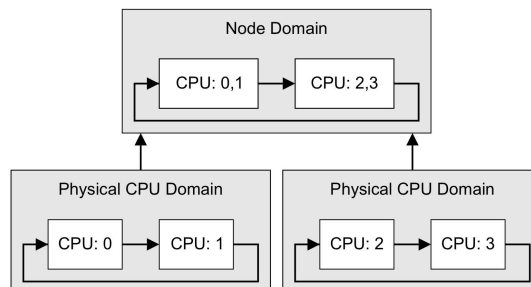 Node Domain
CPU: 0,1
CPU: 2,3
Physical CPU Domain
CPU: 0
CPU: 1
Physical CPU Domain
CPU: 2
CPU: 3